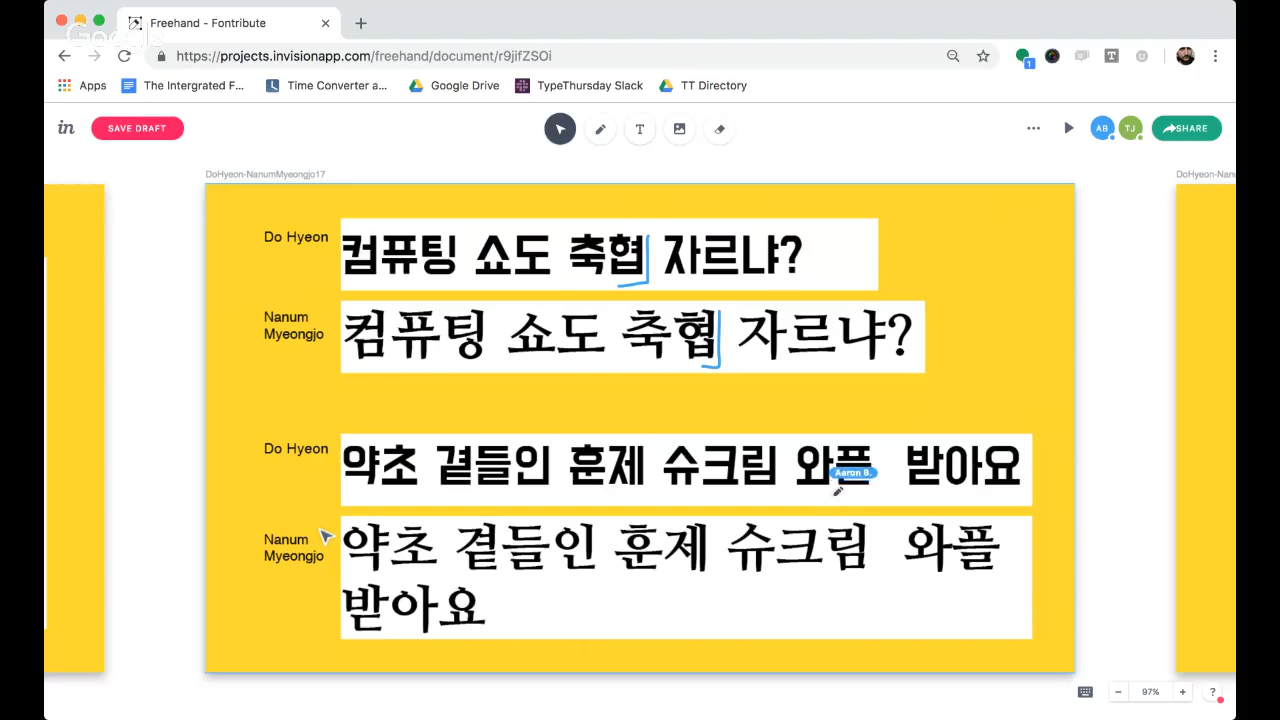 Freehand - Fontribute
https://projects.invisionapp.com/freehand/document/r9jifZSOi
1
Apps The Intergrated F... Time Converter a... Google Drive TypeThursday Slack TT Directory
in SAVE DRAFT T AB TJ SHARE
DoHyeon-NanumMyeongjo17 DoHyeon-Nanu
Do Hyeon 컴퓨팅 쇼도 축협 자르냐?
Nanum Myeongjo 컴퓨팅 쇼도 축협 자르냐?
Do Hyeon 약초 곁들인 훈제 슈크림 와플 받아요
Aaron B.
Nanum Myeongjo 약초 곁들인 훈제 슈크림 와플
받아요
97% ?